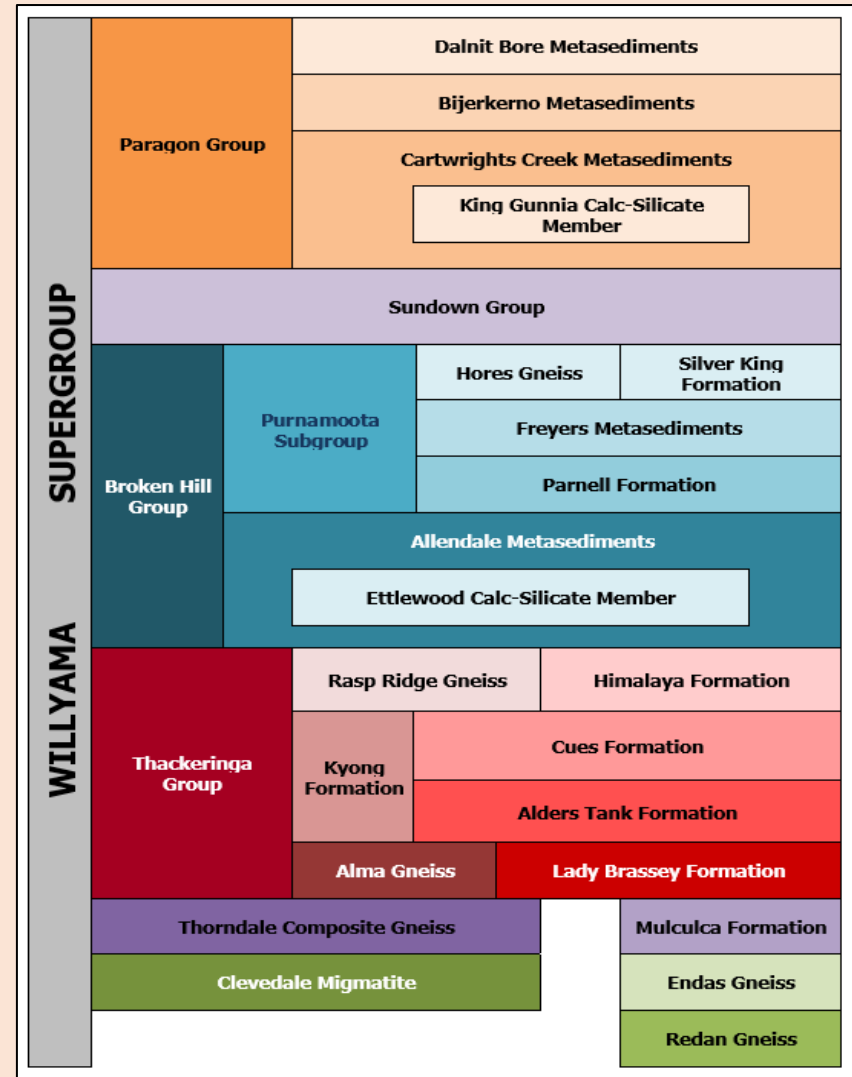 WILLYAMA SUPERGROUP
Paragon Group
Dalnit Bore Metasediments
Bijerkerno Metasediments
Cartwrights Creek Metasediments
King Gunnia Calc-Silicate
Member
Sundown Group
Broken Hill
Group
Purnamoota
Subgroup
Hores Gneiss
Silver King
Formation
Freyers Metasediments
Parnell Formation
Allendale Metasediments
Ettlewood Calc-Silicate Member
Thackeringa
Group
Rasp Ridge Gneiss
Himalaya Formation
Kyong
Formation
Cues Formation
Alders Tank Formation
Alma Gneiss
Lady Brassey Formation
Thorndale Composite Gneiss
Mulculca Formation
Clevedale Migmatite
Endas Gneiss
Redan Gneiss